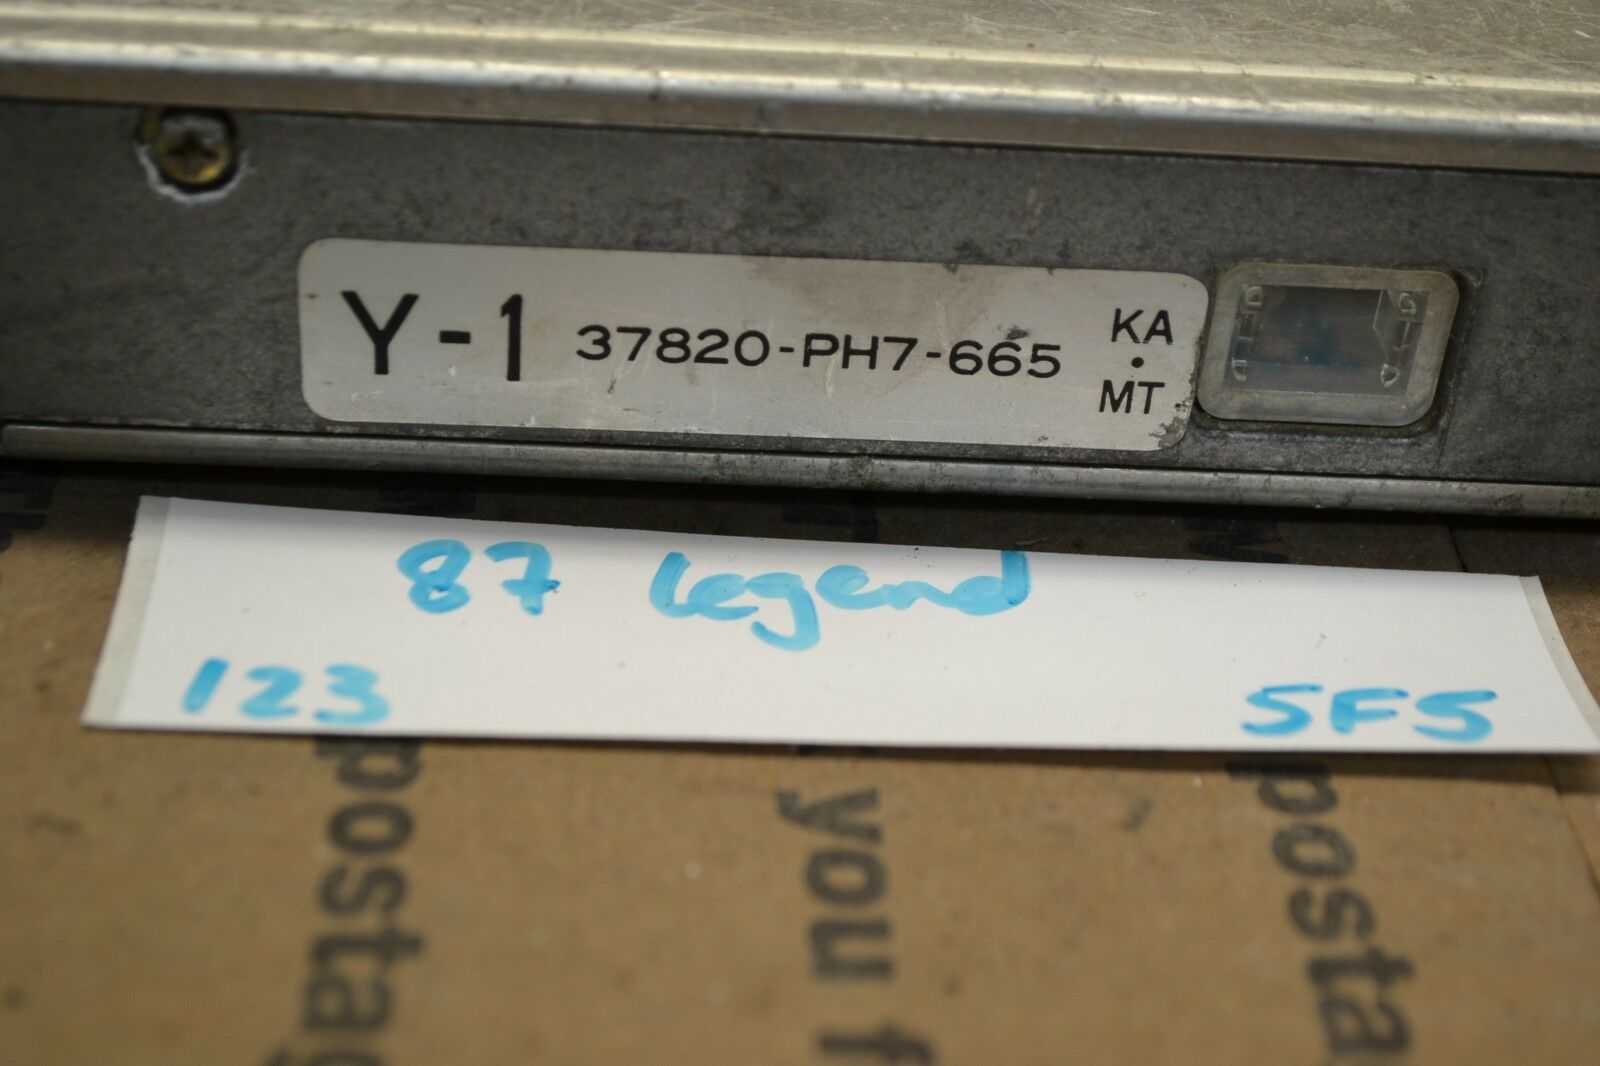 Y-1 37820-PH7-665 KA • MT
87 Legend
123 SFS
posta you f posta